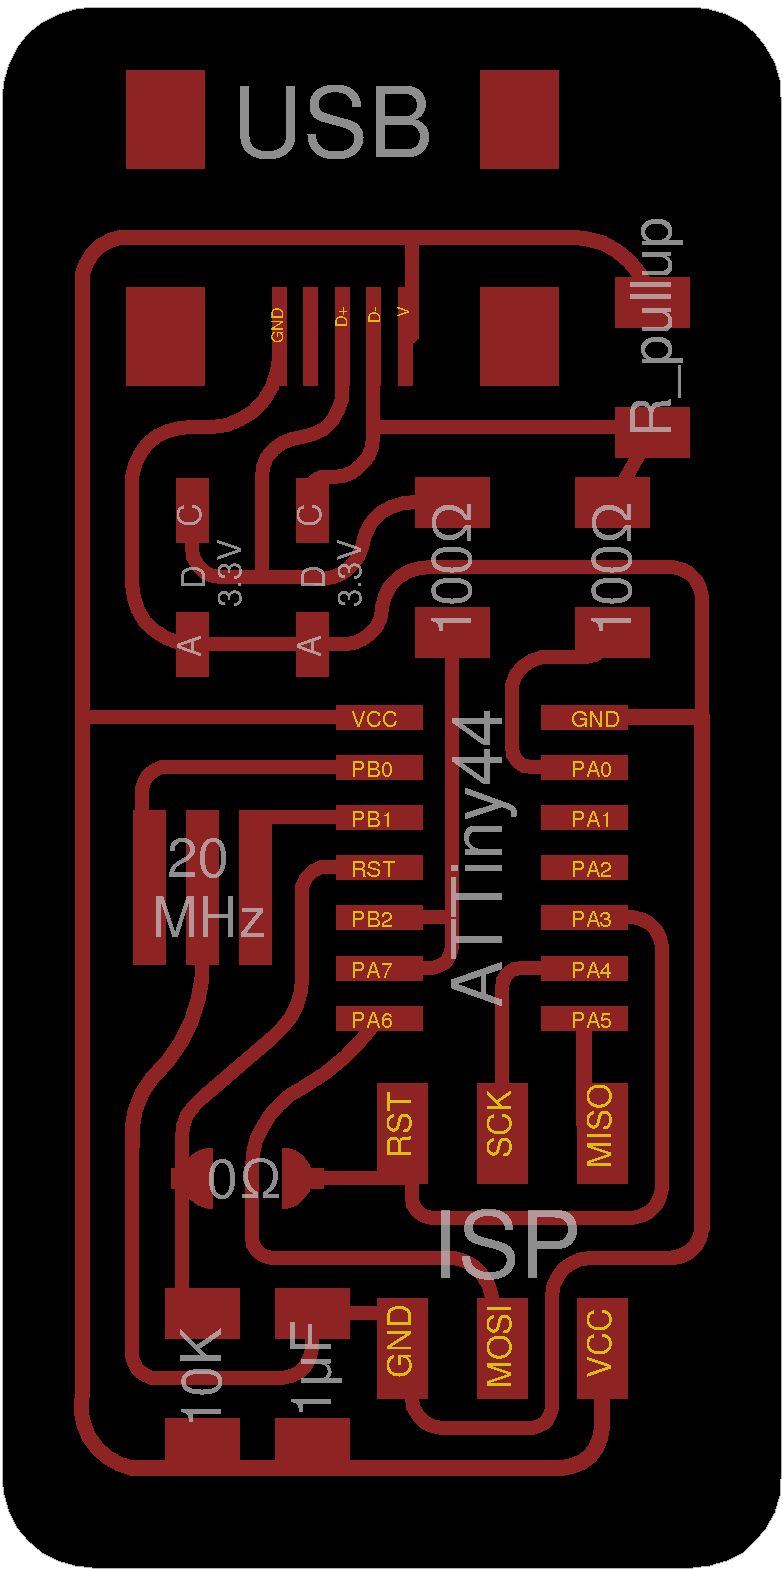 USB
R_pullup
GND
D+
D-
V
C
C
D
3.3V
D
3.3V
100Ω
100Ω
A
A
VCC
GND
PB0
PA0
PB1
PA1
RST
PA2
PB2
PA3
PA7
PA4
PA6
PA5
ATTiny44
20
MHz
RST
SCK
MISO
0Ω
ISP
GND
MOSI
VCC
10K
1µF